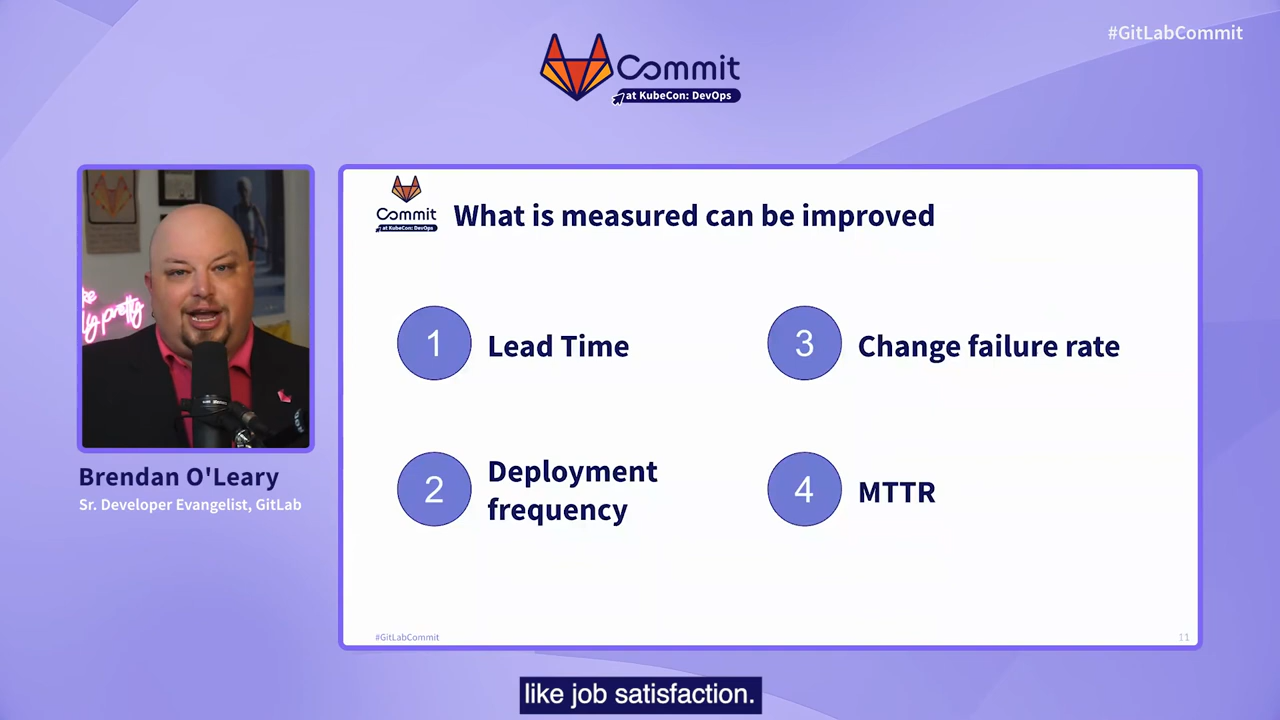 #GitLabCommit
Commit
at KubeCon: DevOps
Commit
at KubeCon: DevOps
What is measured can be improved
1
Lead Time
3
Change failure rate
2
Deployment
frequency
4
MTTR
Brendan O'Leary
Sr. Developer Evangelist, GitLab
#GitLabCommit
11
like job satisfaction.